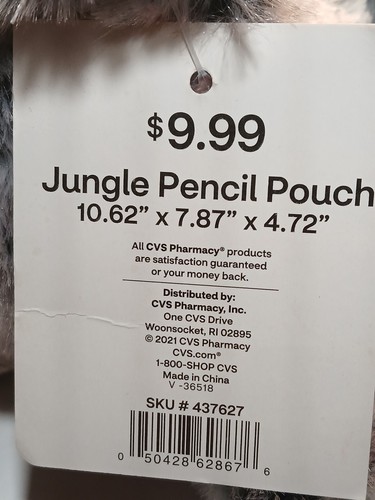 $9.99
Jungle Pencil Pouch
10.62” x 7.87” x 4.72”
All CVS Pharmacy® products
are satisfaction guaranteed
or your money back.
Distributed by:
CVS Pharmacy, Inc.
One CVS Drive
Woonsocket, RI 02895
© 2021 CVS Pharmacy
CVS.com®
1-800-SHOP CVS
Made in China
V -36518
SKU # 437627
0 50428 62867 6